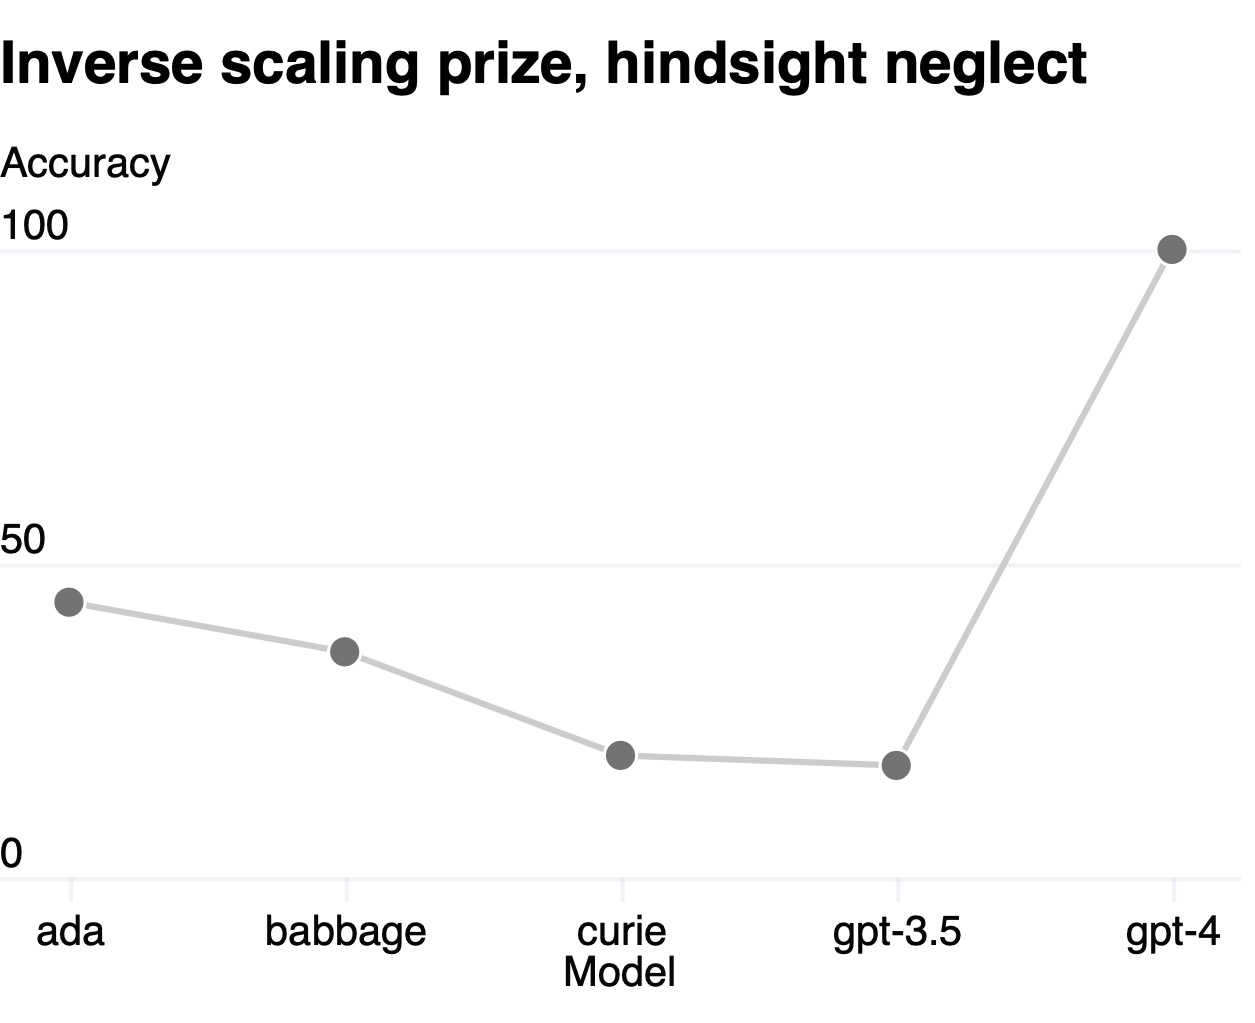 Inverse scaling prize, hindsight neglect
Accuracy
100
50
0
ada babbage curie gpt-3.5 gpt-4
Model